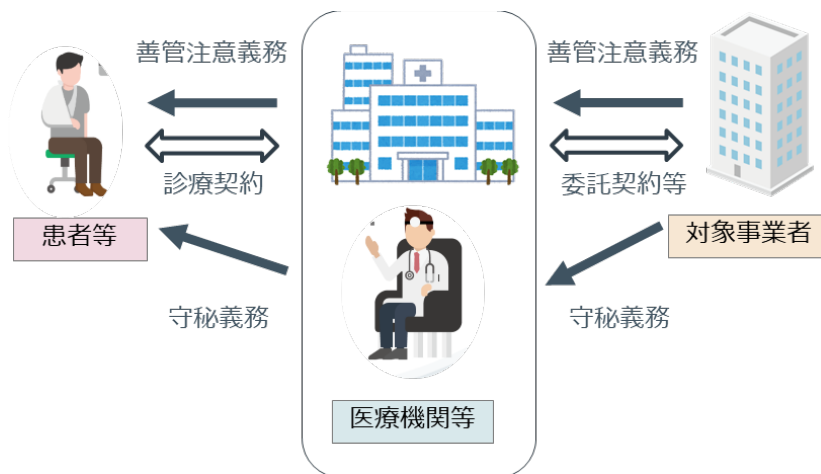 善管注意義務
善管注意義務
診療契約
委託契約等
患者等
対象事業者
守秘義務
守秘義務
医療機関等